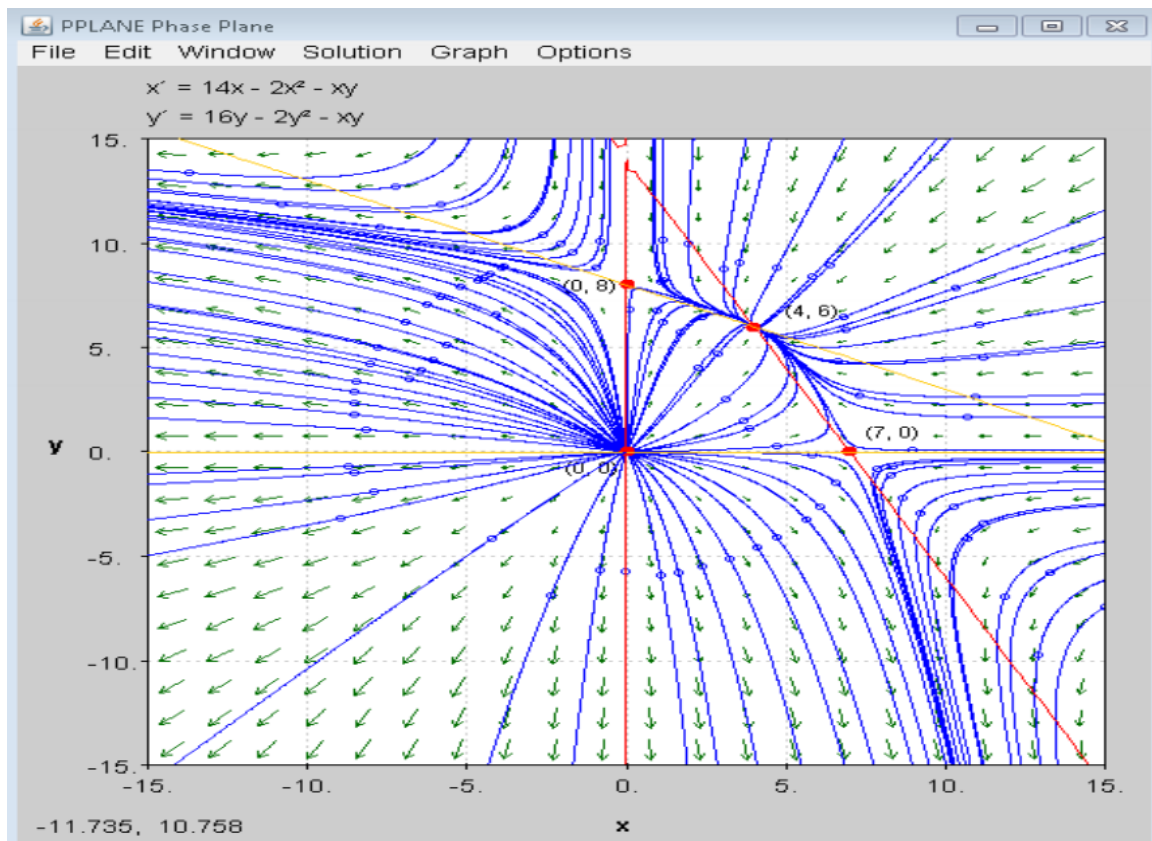 PPLANE Phase Plane
File Edit Window Solution Graph Options
x´ = 14x - 2x² - xy
y´ = 16y - 2y² - xy
15.
10.
(0, 8)
(4, 6)
5.
y
0.
(7, 0)
(0, 0)
-5.
-10.
-15.
-15. -10. -5. 0. 5. 10. 15.
-11.735, 10.758
x